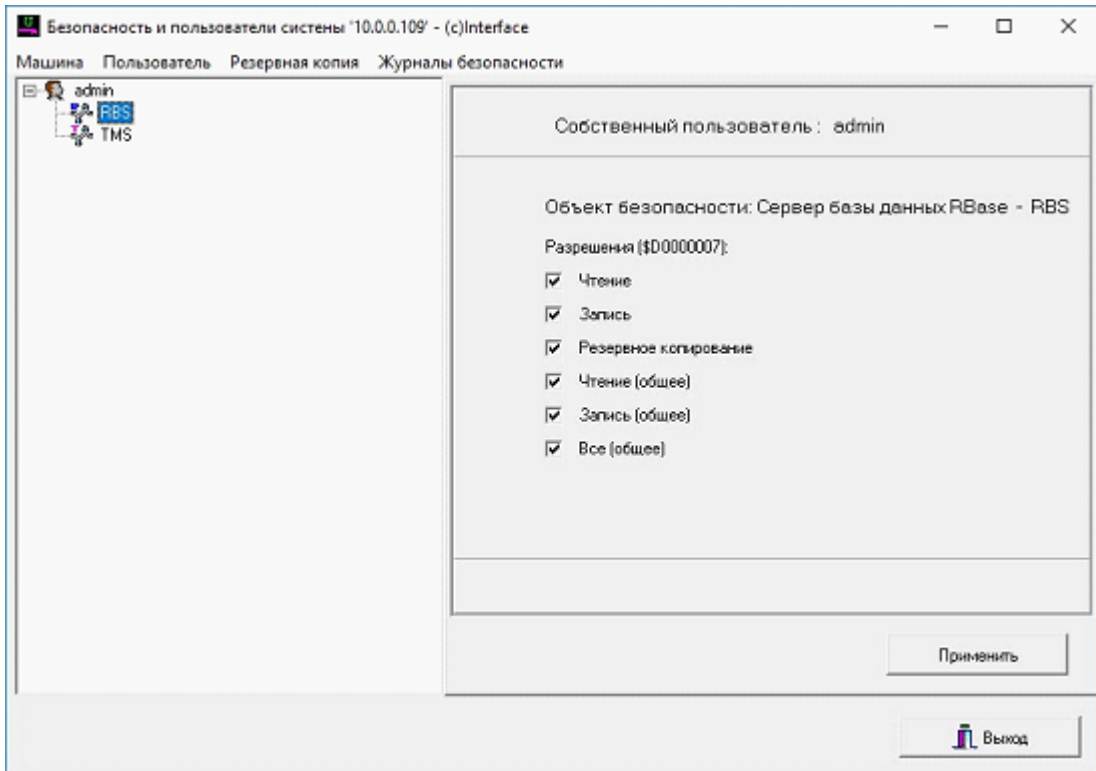 Безопасность и пользователи системы '10.0.0.109' - (c)Interface
Машина Пользователь Резервная копия Журналы безопасности
admin
RBS
TMS
Собственный пользователь : admin
Объект безопасности: Сервер базы данных RBase - RBS
Разрешения ($D0000007):
Чтение
Запись
Резервное копирование
Чтение (общее)
Запись (общее)
Все (общее)
Применить
Выход